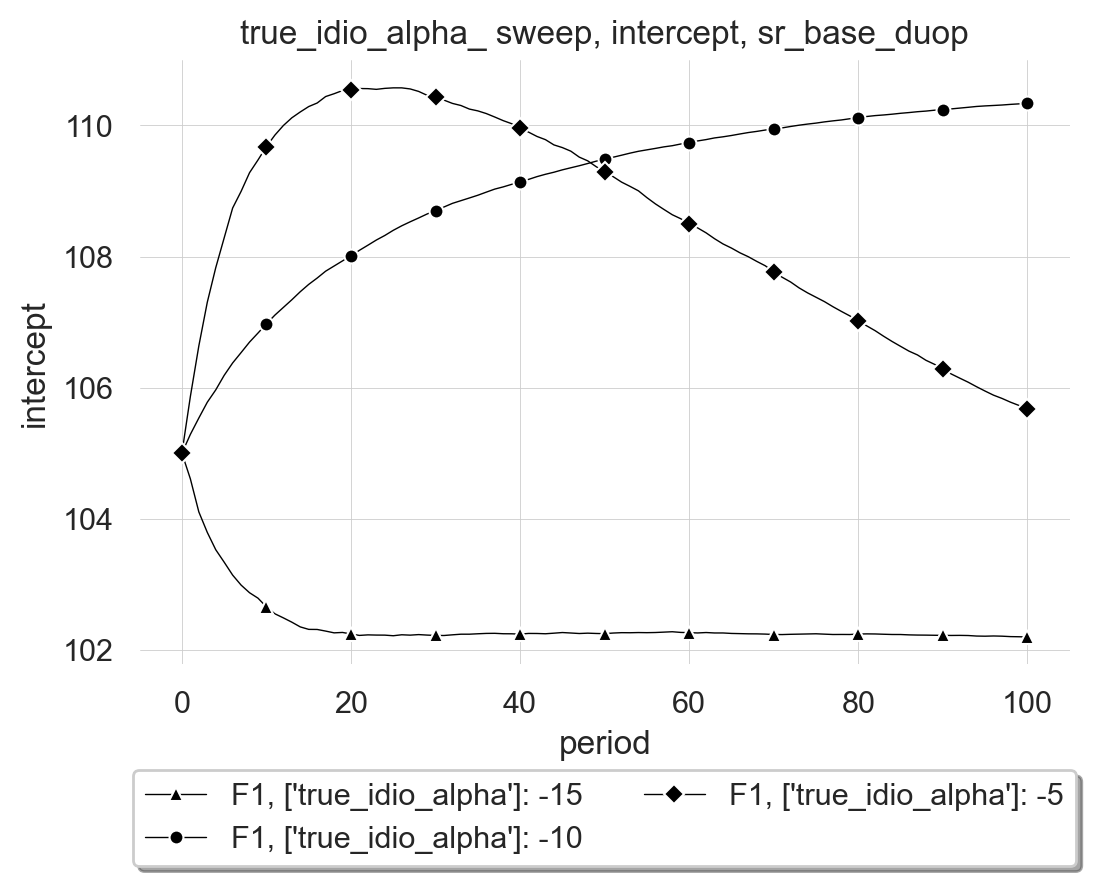 true_idio_alpha_ sweep, intercept, sr_base_duop
110
108
106
104
102
intercept
0 20 40 60 80 100
period
F1, ['true_idio_alpha']: -15 F1, ['true_idio_alpha']: -5
F1, ['true_idio_alpha']: -10